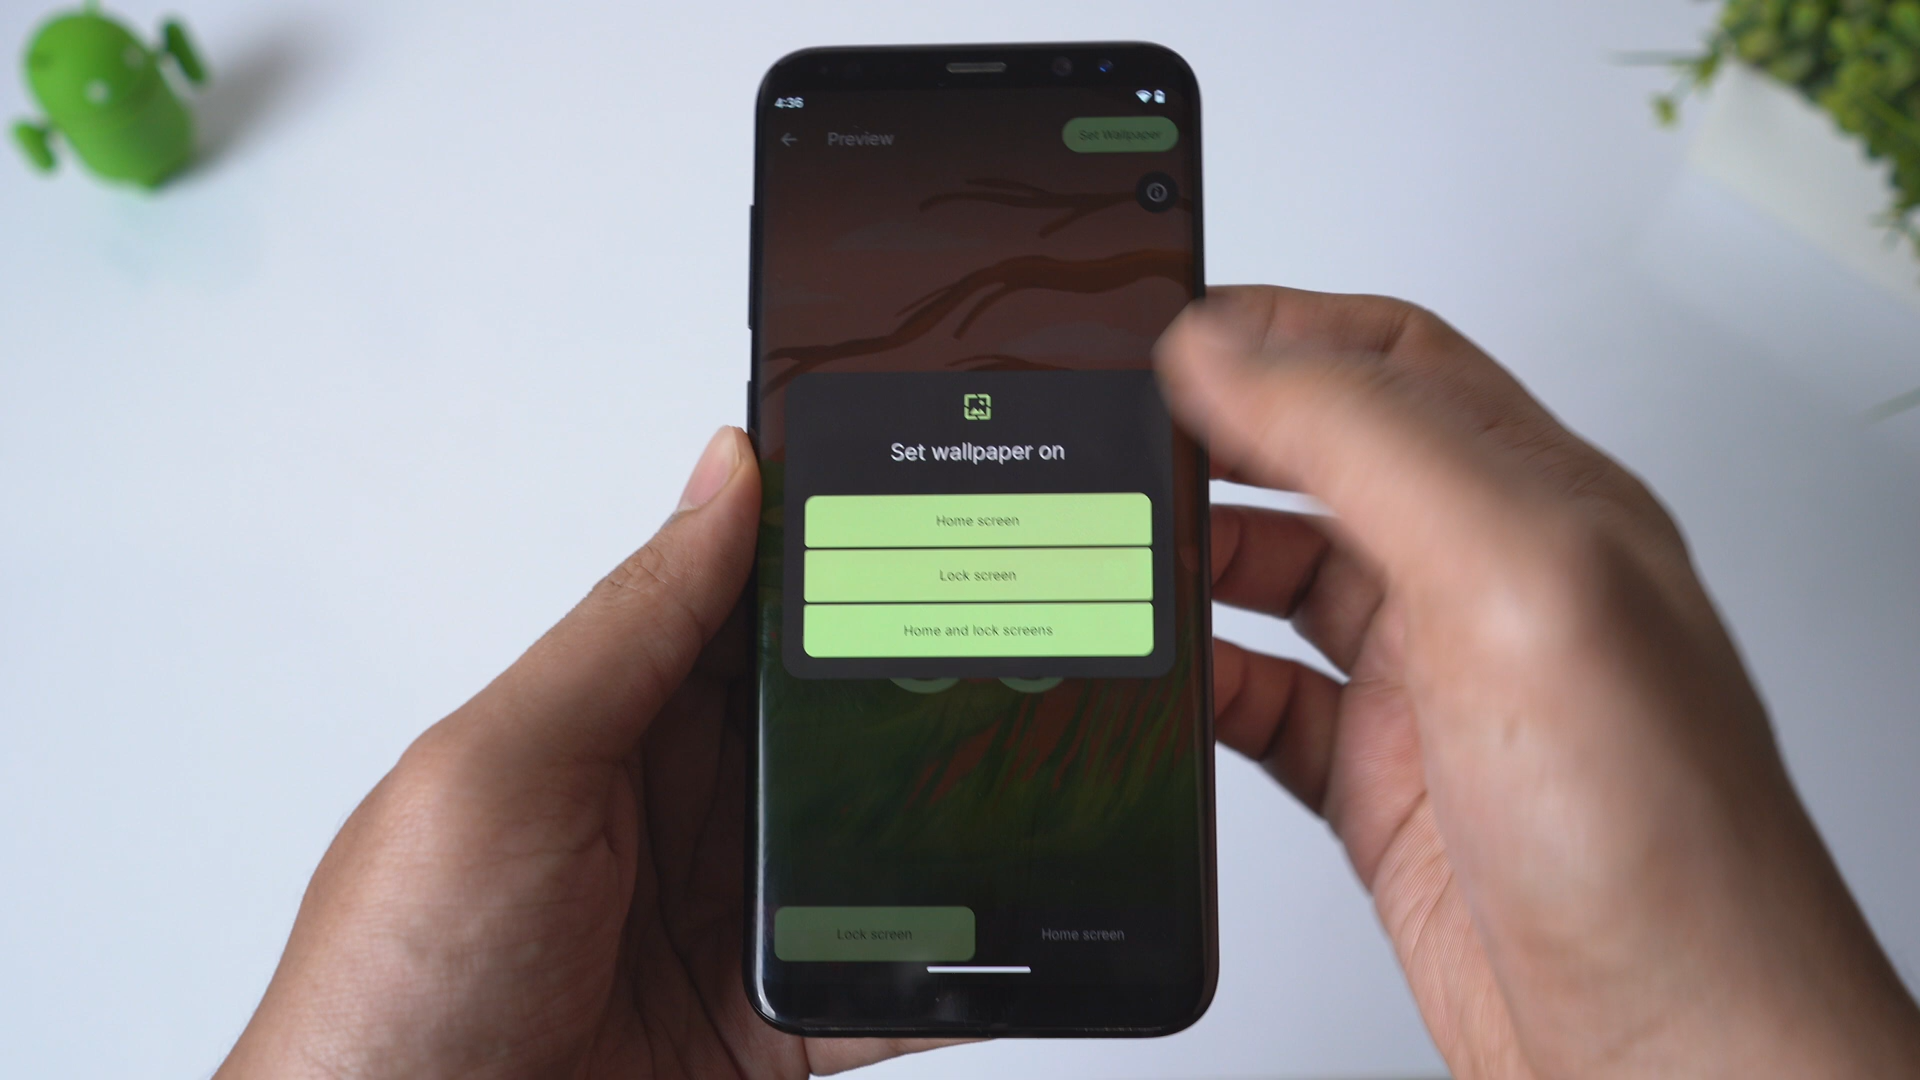 4:36
Preview
Set Wallpaper
Set wallpaper on
Home screen
Lock screen
Home and lock screens
Lock screen
Home screen